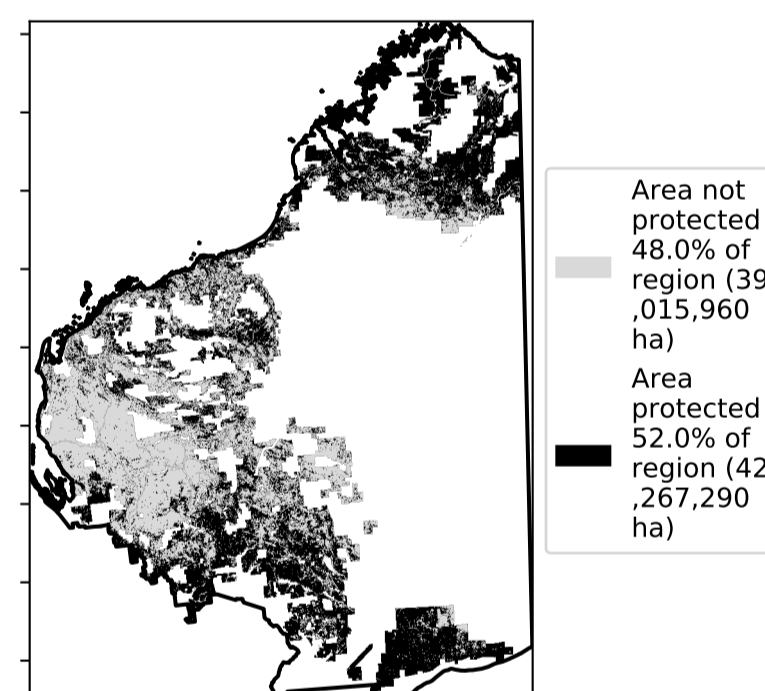 Area not
protected
48.0% of
region (39
,015,960
ha)
Area
protected
52.0% of
region (42
,267,290
ha)